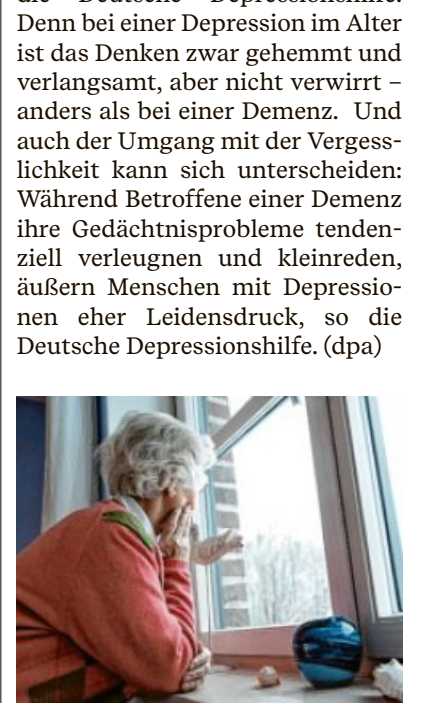 die Deutsche Depressionshilfe.
Denn bei einer Depression im Alter
ist das Denken zwar gehemmt und
verlangsamt, aber nicht verwirrt –
anders als bei einer Demenz. Und
auch der Umgang mit der Vergess-
lichkeit kann sich unterscheiden:
Während Betroffene einer Demenz
ihre Gedächtnisprobleme tenden-
ziell verleugnen und kleinreden,
äußern Menschen mit Depressio-
nen eher Leidensdruck, so die
Deutsche Depressionshilfe. (dpa)